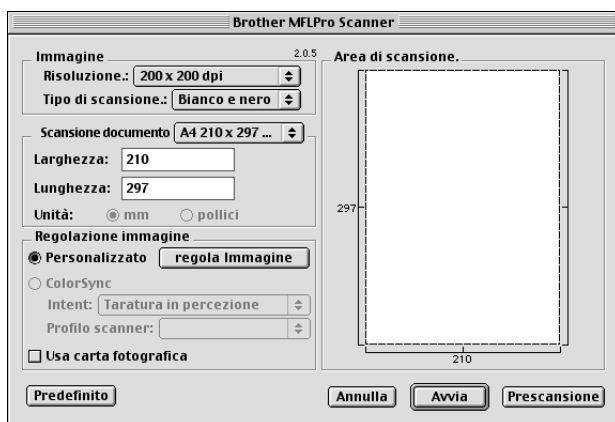 Brother MFLPro Scanner
Immagine 2.0.5
Risoluzione.: 200 x 200 dpi
Tipo di scansione.: Bianco e nero
Scansione documento A4 210 x 297 ...
Larghezza: 210
Lunghezza: 297
Unità: mm pollici
Regolazione immagine
Personalizzato regola Immagine
ColorSync
Intent: Taratura in percezione
Profilo scanner:
Usa carta fotografica
Area di scansione.
297
210
Predefinito Annulla Avvia Prescansione